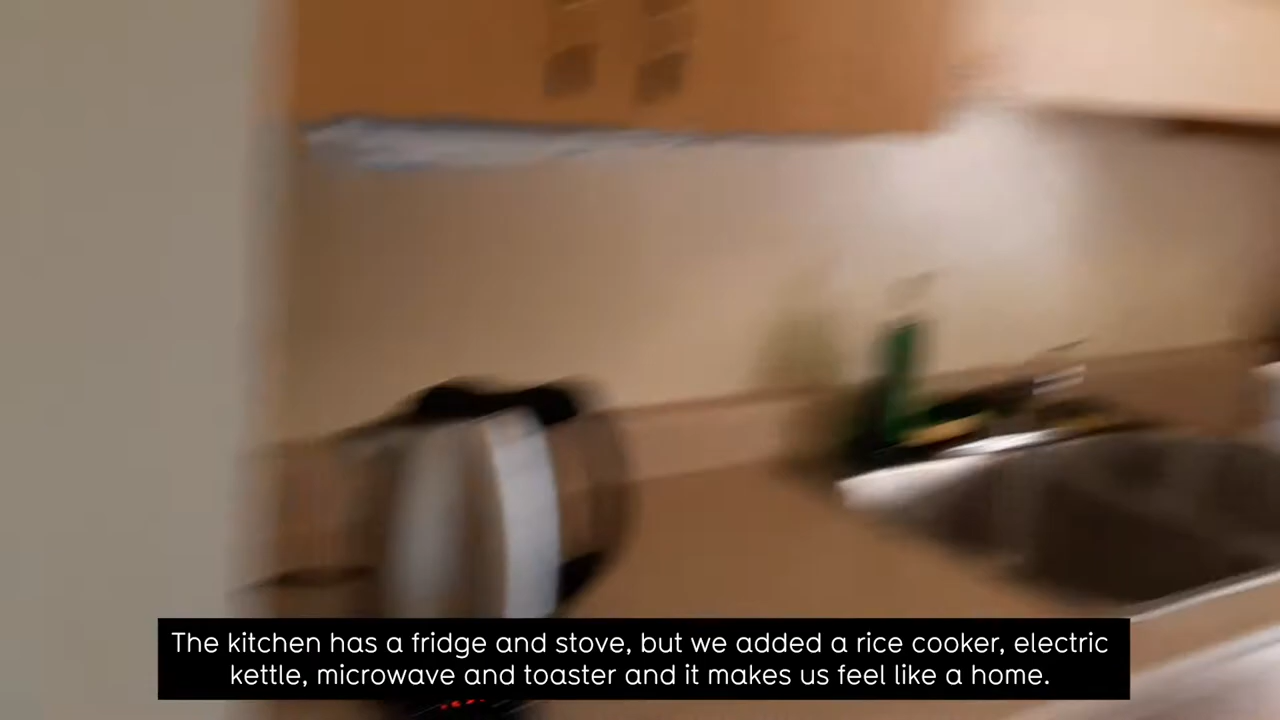 The kitchen has a fridge and stove, but we added a rice cooker, electric
kettle, microwave and toaster and it makes us feel like a home.